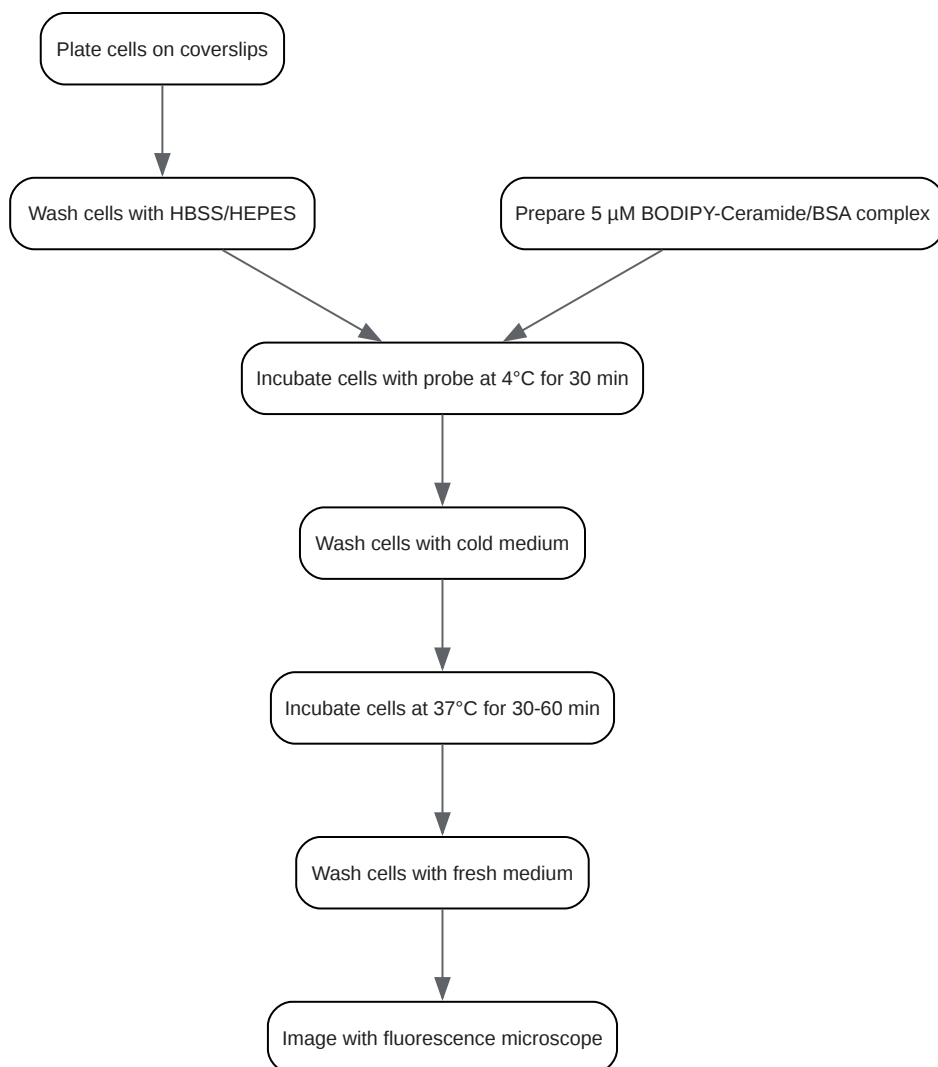 Plate cells on coverslips
Wash cells with HBSS/HEPES
Prepare 5 µM BODIPY-Ceramide/BSA complex
Incubate cells with probe at 4°C for 30 min
Wash cells with cold medium
Incubate cells at 37°C for 30-60 min
Wash cells with fresh medium
Image with fluorescence microscope